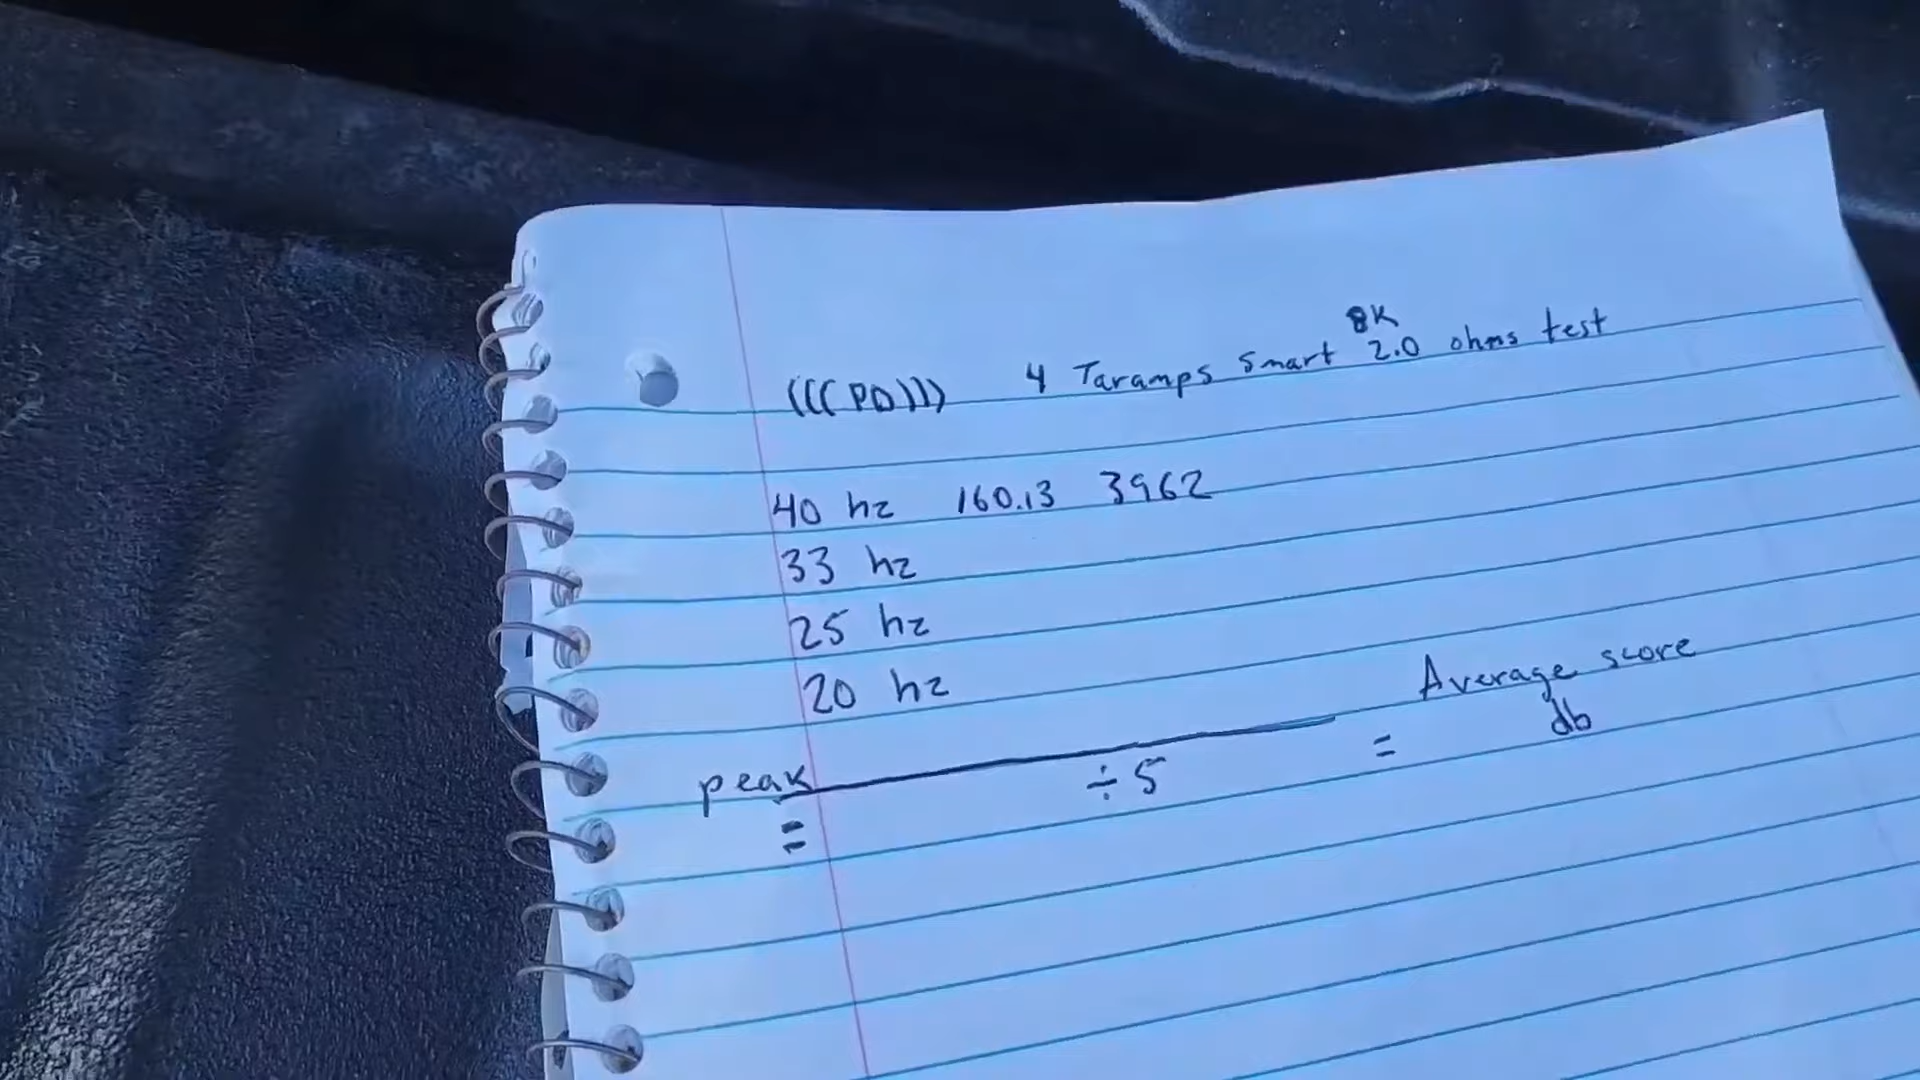 (((PD))) 4 Taramps Smart 8K 2.0 ohms test
40 hz 160.13 3962
33 hz
25 hz
20 hz
Average score
peak ÷5 = db
=